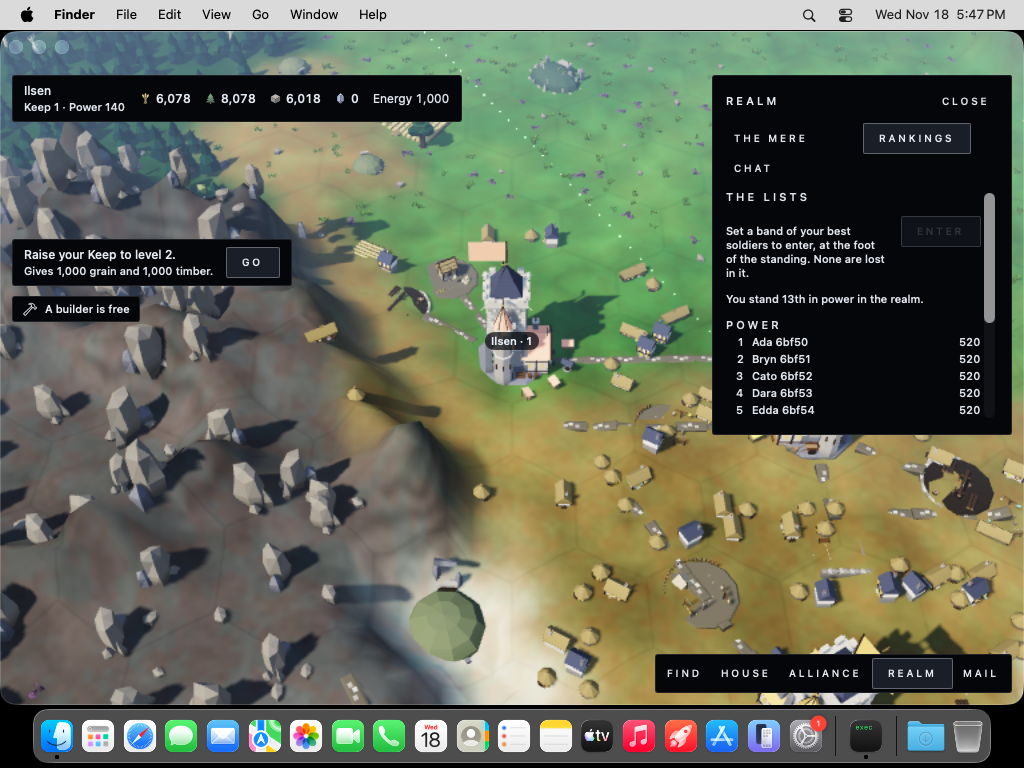 Finder File Edit View Go Window Help Wed Nov 18 5:47 PM
Ilsen
Keep 1 · Power 140
6,078 8,078 6,018 0 Energy 1,000
Raise your Keep to level 2.
Gives 1,000 grain and 1,000 timber.
GO
A builder is free
Ilsen · 1
REALM CLOSE
THE MERE RANKINGS
CHAT
THE LISTS
Set a band of your best
soldiers to enter, at the foot
of the standing. None are lost
in it.
ENTER
You stand 13th in power in the realm.
POWER
1 Ada 6bf50 520
2 Bryn 6bf51 520
3 Cato 6bf52 520
4 Dara 6bf53 520
5 Edda 6bf54 520
FIND HOUSE ALLIANCE REALM MAIL
Wed
18
tv
1
exec